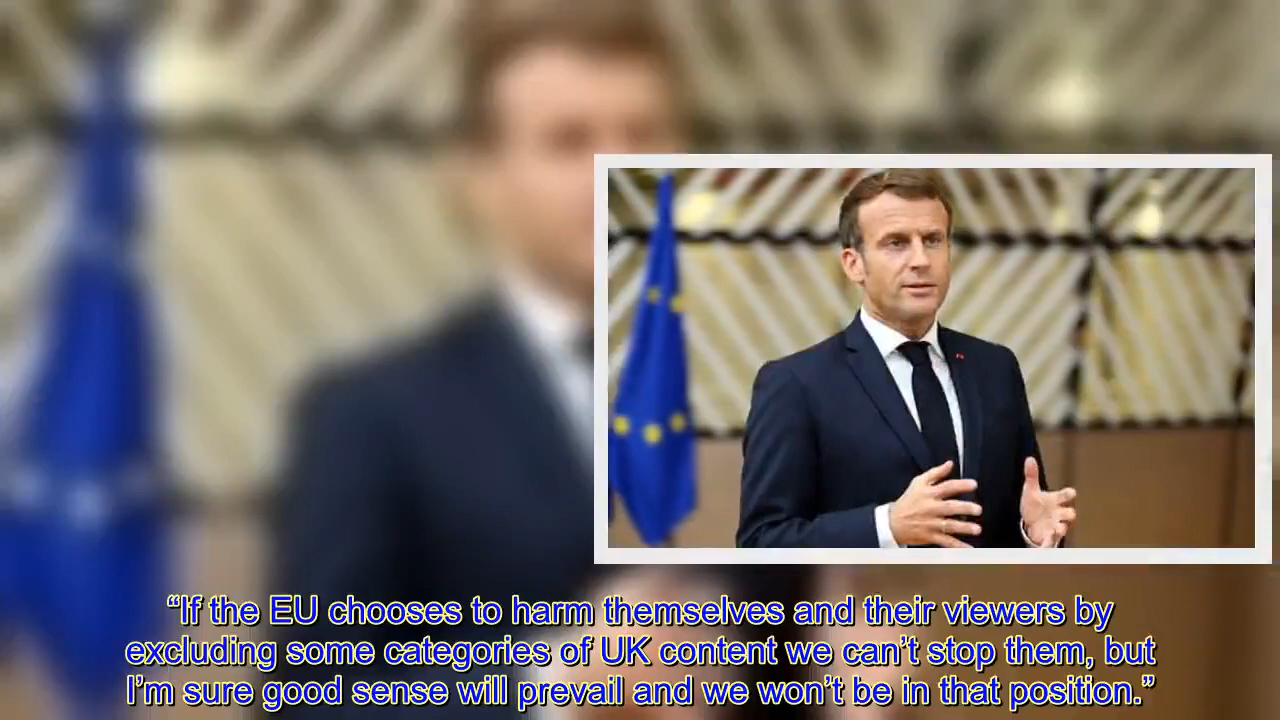 “If the EU chooses to harm themselves and their viewers by
excluding some categories of UK content we can’t stop them, but
I’m sure good sense will prevail and we won’t be in that position.”